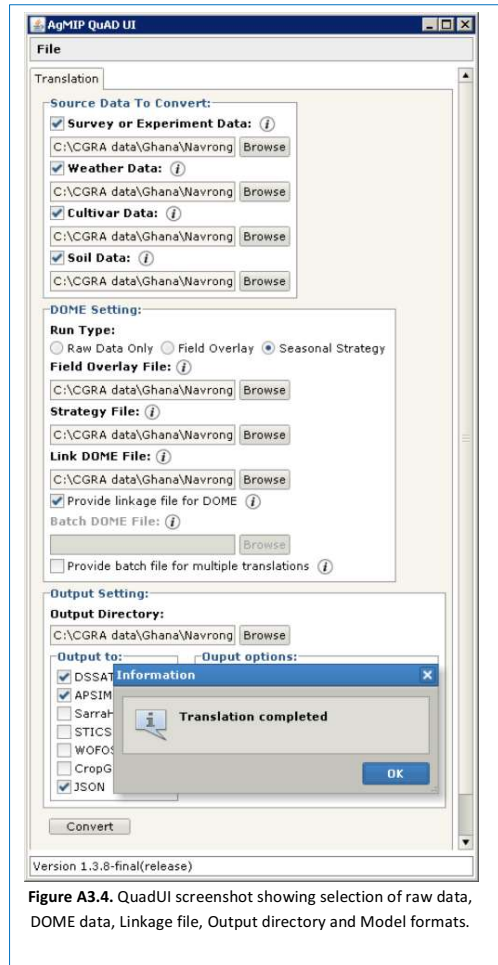 AgMIP QuAD UI
File
Translation
Source Data To Convert:
Survey or Experiment Data:
C:\CGRA data\Ghana\Navrong Browse
Weather Data:
C:\CGRA data\Ghana\Navrong Browse
Cultivar Data:
C:\CGRA data\Ghana\Navrong Browse
Soil Data:
C:\CGRA data\Ghana\Navrong Browse
DOME Setting:
Run Type:
Raw Data Only Field Overlay Seasonal Strategy
Field Overlay File:
C:\CGRA data\Ghana\Navrong Browse
Strategy File:
C:\CGRA data\Ghana\Navrong Browse
Link DOME File:
C:\CGRA data\Ghana\Navrong Browse
Provide linkage file for DOME
Batch DOME File:
Browse
Provide batch file for multiple translations
Output Setting:
Output Directory:
C:\CGRA data\Ghana\Navrong Browse
Output to: Ouput options:
DSSAT
APSIM
SarraH
STICS
WOFOS
CropG
JSON
Information
Translation completed
OK
Convert
Version 1.3.8-final(release)
Figure A3.4. QuadUI screenshot showing selection of raw data,
DOME data, Linkage file, Output directory and Model formats.